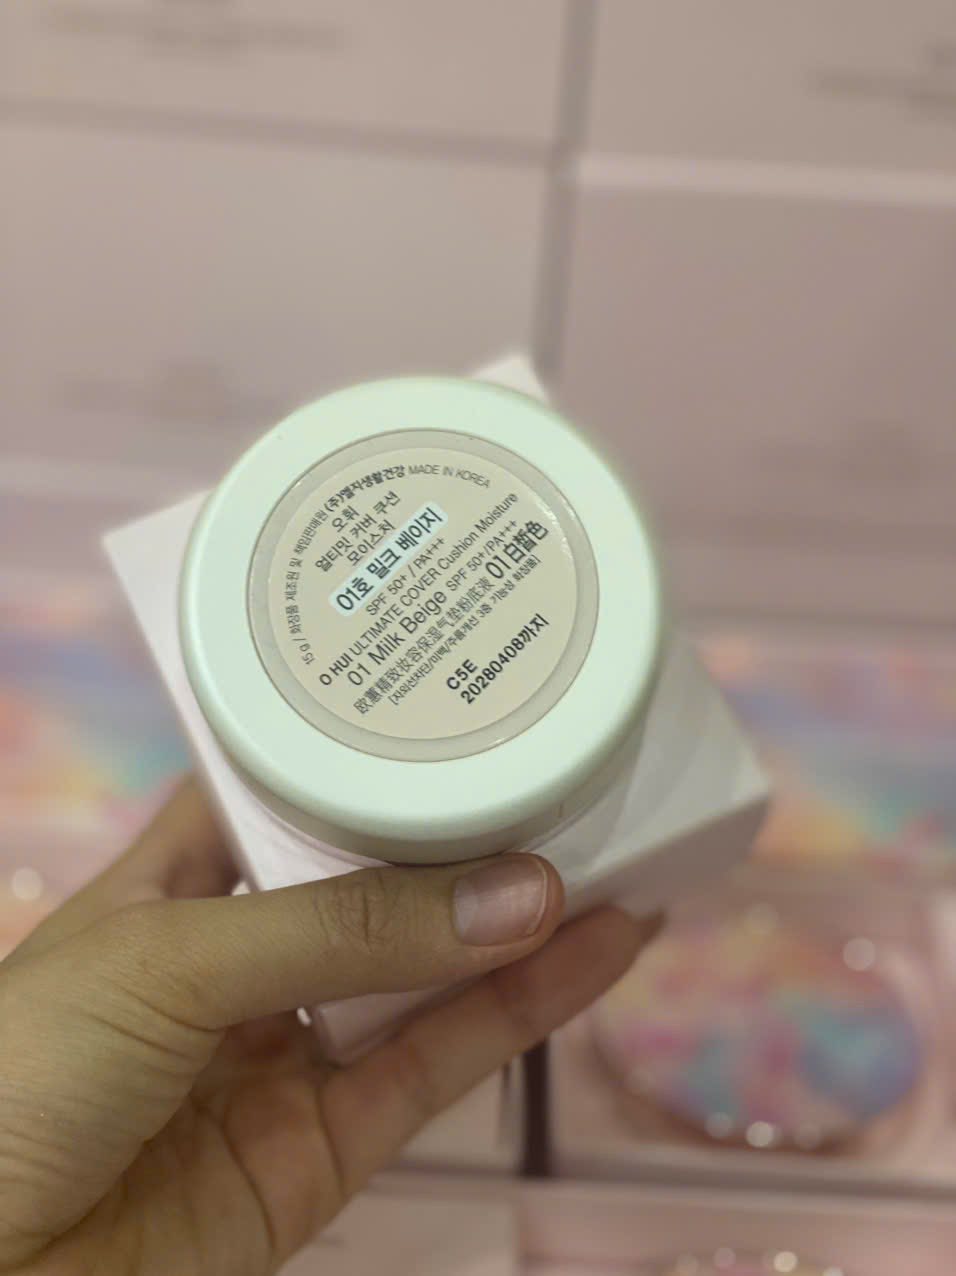 15 g / 화장품 제조원 및 책임판매원 (주)엘지생활건강 MADE IN KOREA
오휘
얼티밋 커버 쿠션
모이스처
01호 밀크 베이지
SPF 50+ / PA+++
O HUI ULTIMATE COVER Cushion Moisture
01 Milk Beige SPF 50+/PA+++
欧蕙精致妆容保湿气垫粉底液 01白皙色
[자외선차단/미백/주름개선 3중 기능성 화장품]
C5E
20280408까지